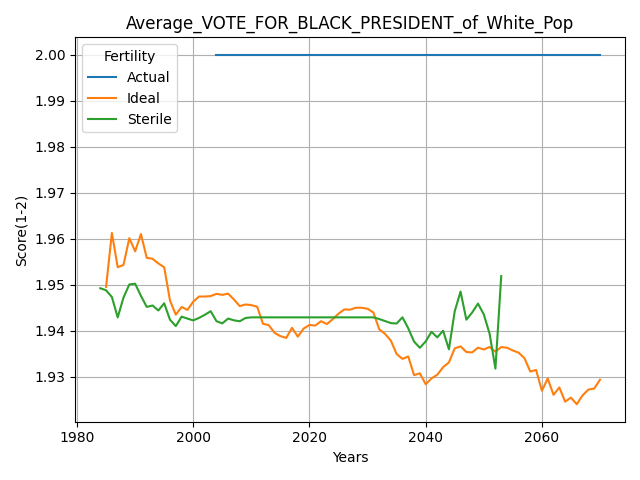 Average_VOTE_FOR_BLACK_PRESIDENT_of_White_Pop
Fertility
Actual
Ideal
Sterile
2.00
1.99
1.98
1.97
1.96
1.95
1.94
1.93
Score(1-2)
1980
2000
2020
2040
2060
Years